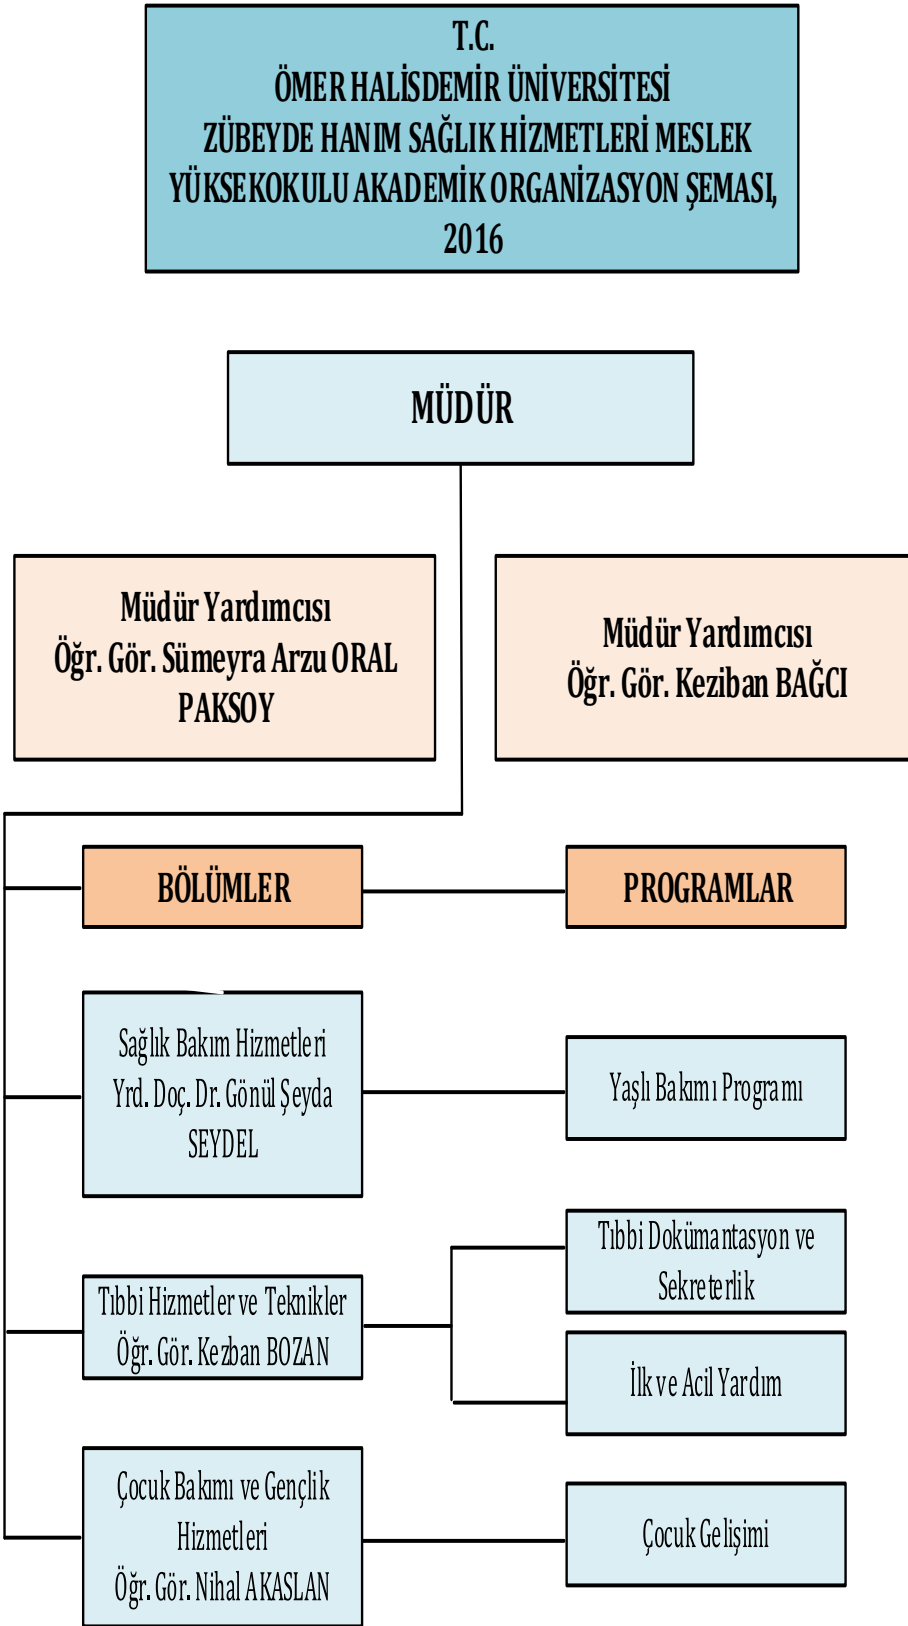 T.C.
ÖMER HALİSDEMİR ÜNİVERSİTESİ
ZÜBEYDE HANIM SAĞLIK HİZMETLERİ MESLEK
YÜKSEKOKULU AKADEMİK ORGANİZASYON ŞEMASI,
2016
MÜDÜR
Müdür Yardımcısı
Öğr. Gör. Sümeyra Arzu ORAL
PAKSOY
Müdür Yardımcısı
Öğr. Gör. Keziban BAĞCI
BÖLÜMLER
PROGRAMLAR
Sağlık Bakım Hizmetleri
Yrd. Doç. Dr. Gönül Şeyda
SEYDEL
Yaşlı Bakımı Programı
Tıbbi Hizmetler ve Teknikler
Öğr. Gör. Kezban BOZAN
Tıbbi Dokümantasyon ve
Sekreterlik
İlk ve Acil Yardım
Çocuk Bakımı ve Gençlik
Hizmetleri
Öğr. Gör. Nihal AKASLAN
Çocuk Gelişimi